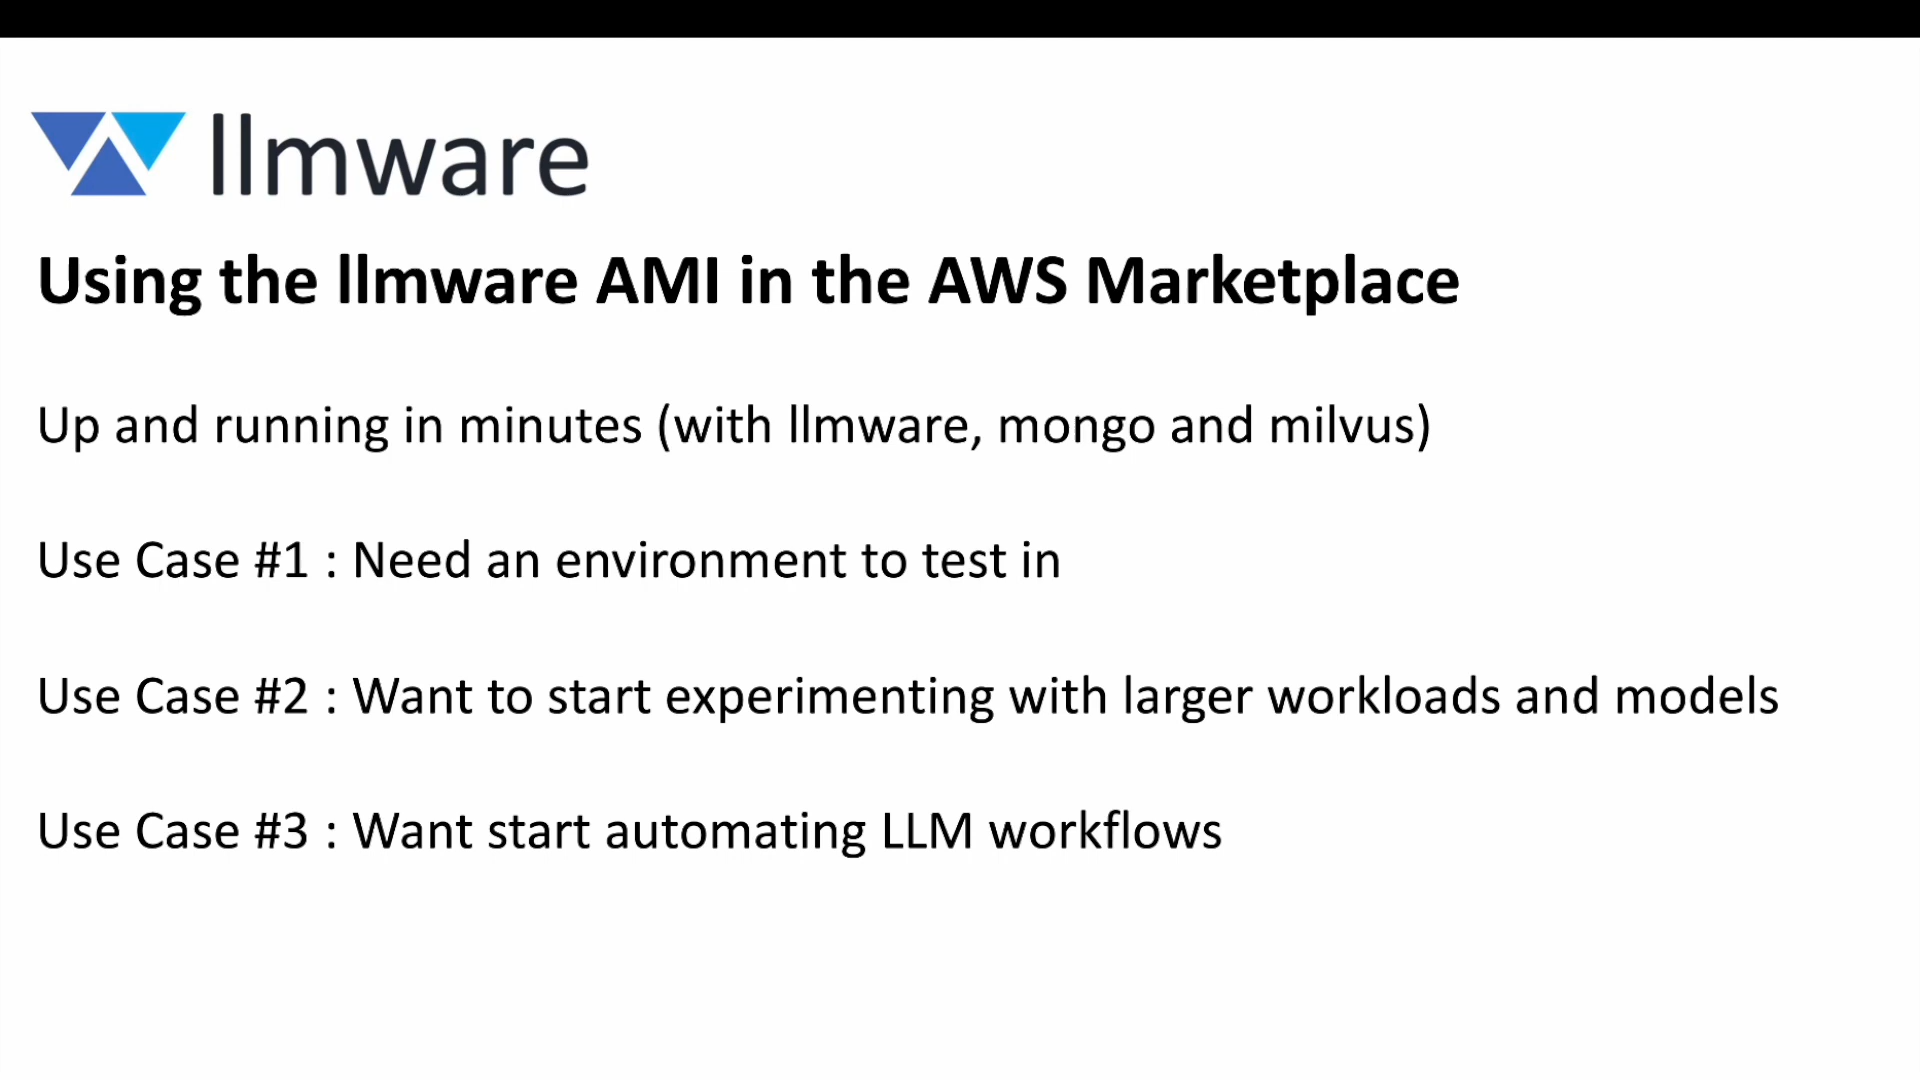 llmware
Using the llmware AMI in the AWS Marketplace
Up and running in minutes (with llmware, mongo and milvus)
Use Case #1 : Need an environment to test in
Use Case #2 : Want to start experimenting with larger workloads and models
Use Case #3 : Want start automating LLM workflows